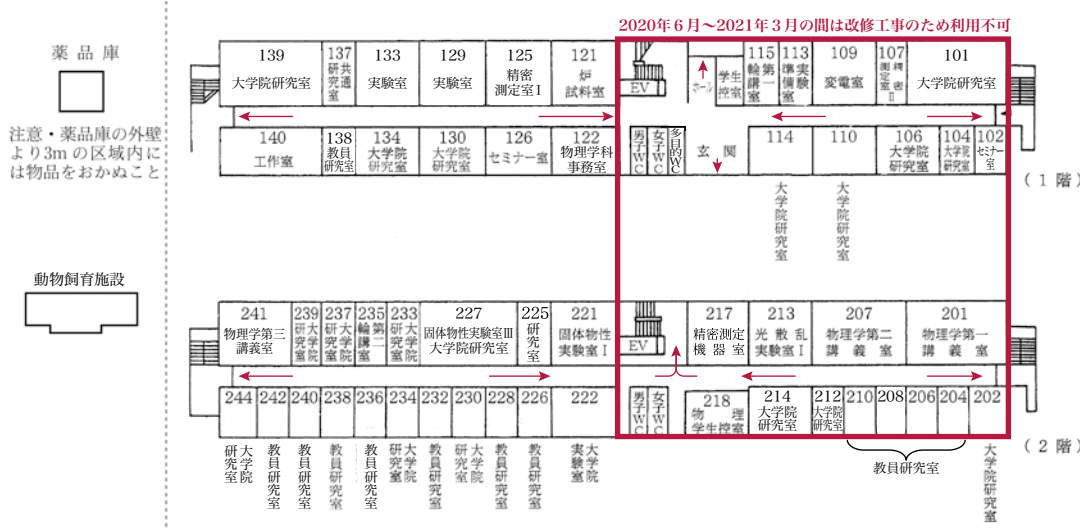 2020年６月～2021年３月の間は改修工事のため利用不可
薬品庫
注意・薬品庫の外壁
より3m の区域内に
は物品をおかぬこと
139
大学院研究室
137
共通
研究室
133
実験室
129
実験室
125
精密
測定室Ⅰ
121
炉
試料室
EV
ホール
学生
控室
115
第一
輪講室
113
実験
準備室
109
変電室
107
精密
測定室Ⅱ
101
大学院研究室
140
工作室
138
教員
研究室
134
大学院
研究室
130
大学院
研究室
126
セミナー室
122
物理学科
事務室
男子WC
女子WC
多目的WC
玄関
114
大学院研究室
110
大学院研究室
106
大学院
研究室
104
大学院
研究室
102
セミナー
室
（１階）
動物飼育施設
241
物理学第三
講義室
239
大学院
研究室
237
大学院
研究室
235
第二
輪講室
233
大学院
研究室
227
固体物性実験室Ⅲ
大学院研究室
225
研究室
221
固体物性
実験室Ⅰ
EV
217
精密測定
機器室
213
光散乱
実験室Ⅰ
207
物理学第二
講義室
201
物理学第一
講義室
244
大学院
研究室
242
教員研究室
240
教員研究室
238
教員研究室
236
教員研究室
234
大学院
研究室
232
教員研究室
230
大学院
研究室
228
教員研究室
226
教員研究室
222
大学院
実験室
男子WC
女子WC
218
物理
学生控室
214
大学院
研究室
212
大学院
研究室
210
208
206
204
教員研究室
202
大学院研究室
（２階）